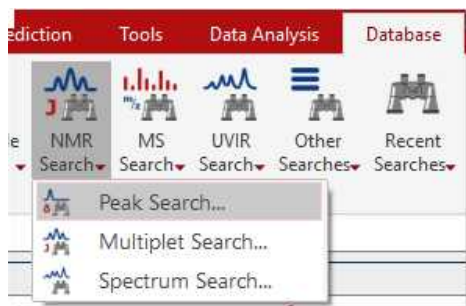 ediction Tools Data Analysis Database
le NMR MS UVIR Other Recent
Search Search Search Searches Searches
Peak Search...
Multiplet Search...
Spectrum Search...